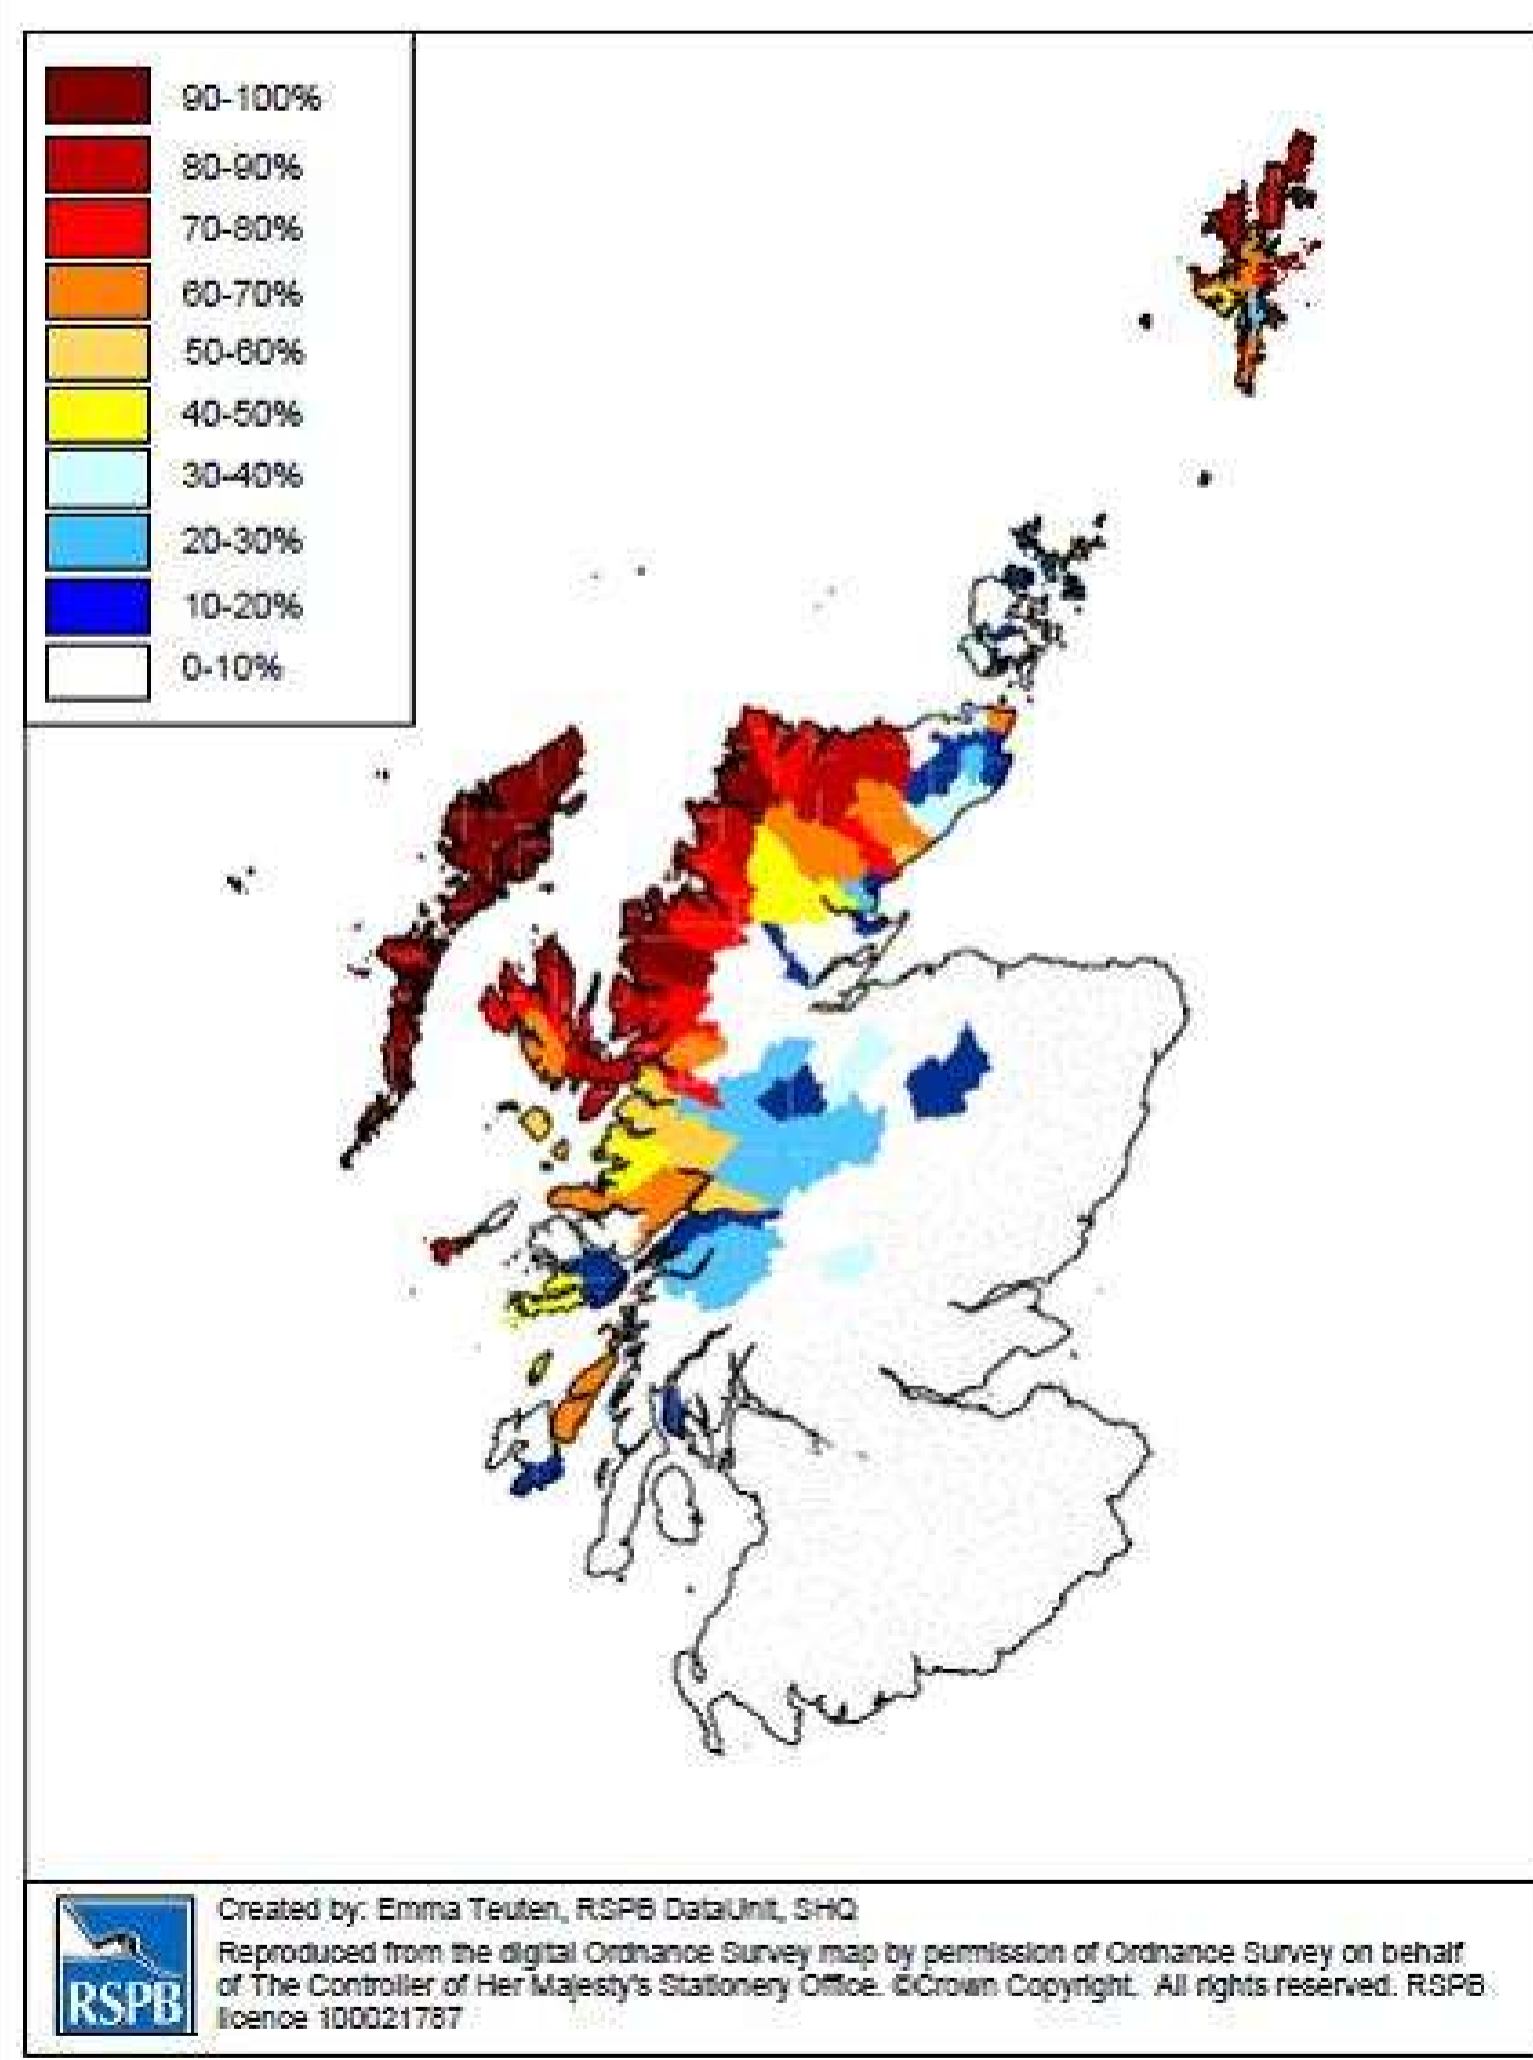 90-100%
80-90%
70-80%
60-70%
50-60%
40-50%
30-40%
20-30%
10-20%
0-10%
Created by: Emma Teuten, RSPB DataUnit, SHQ
Reproduced from the digital Ordnance Survey map by permission of Ordnance Survey on behalf
of The Controller of Her Majesty's Stationery Office. ©Crown Copyright. All rights reserved. RSPB
licence 100021787
RSPB